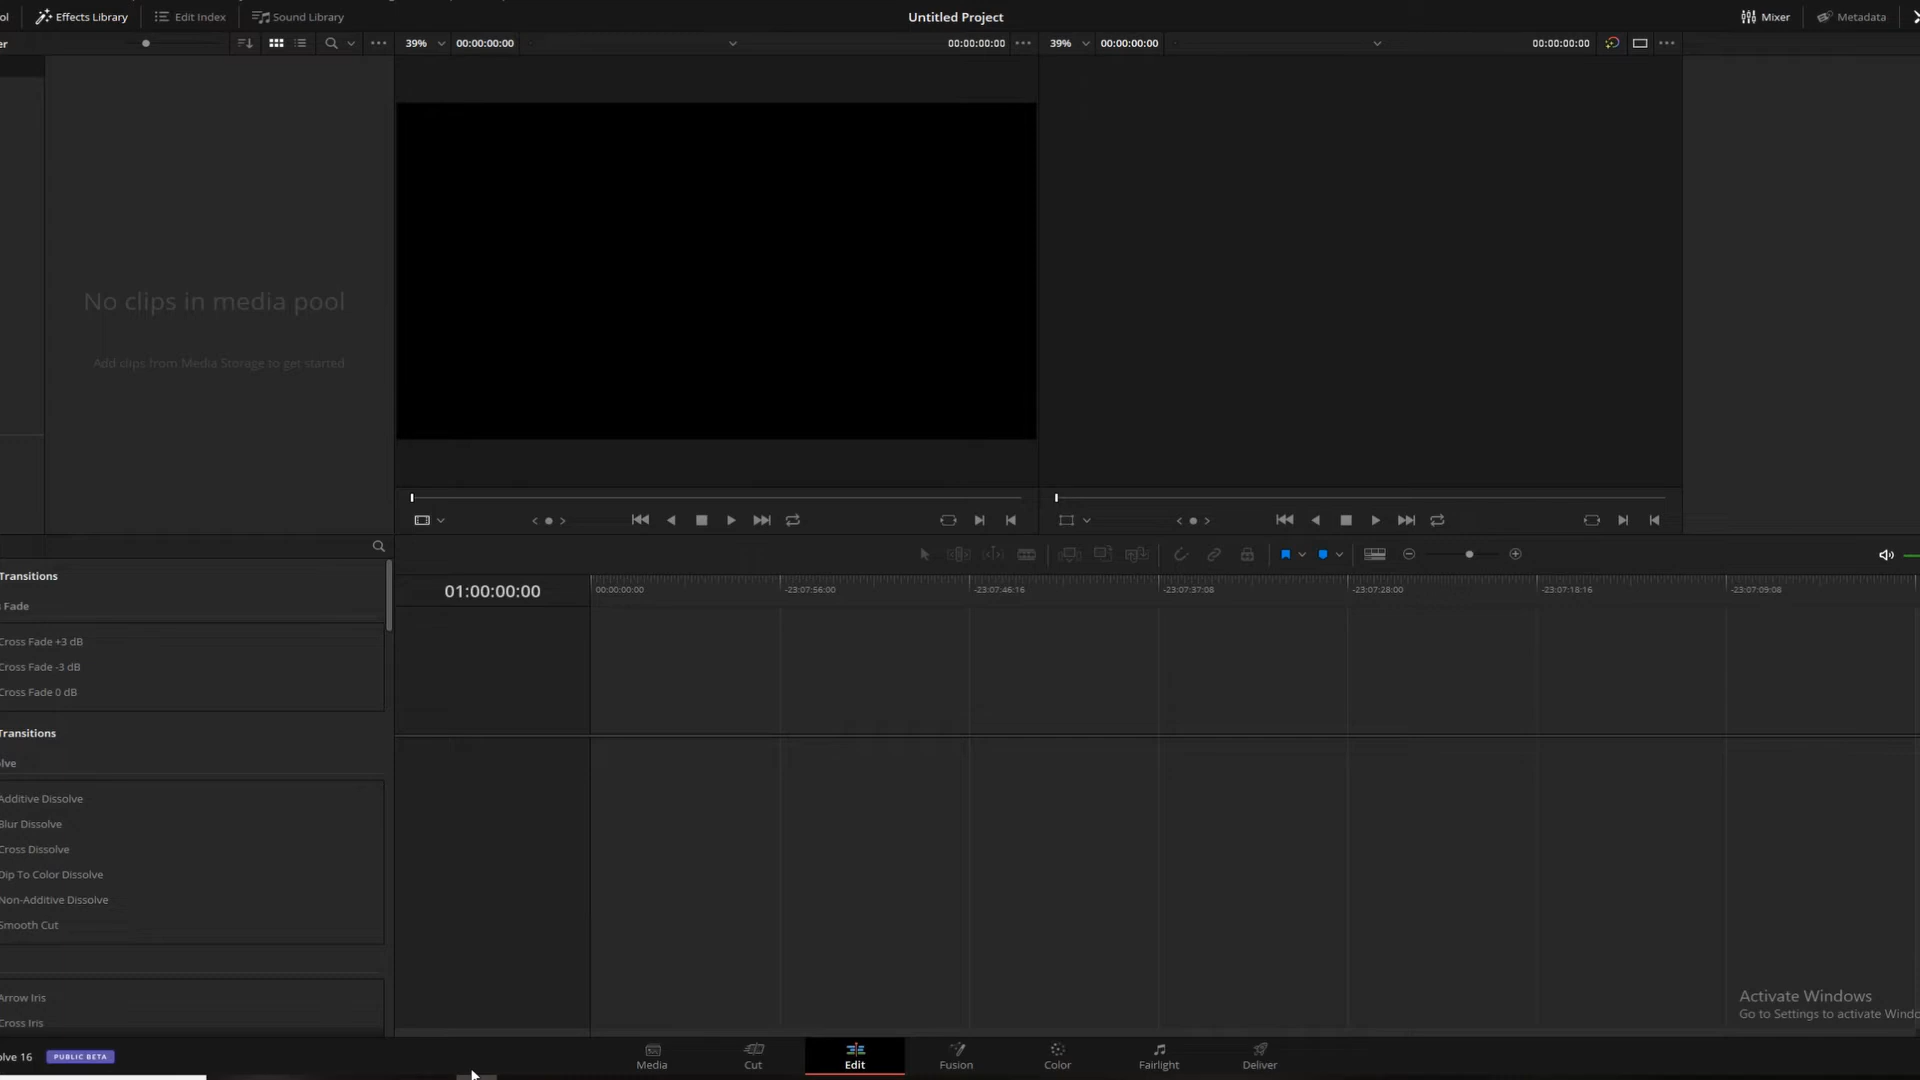 ol Effects Library Edit Index Sound Library Untitled Project Mixer Metadata
er 39% 00:00:00:00 00:00:00:00 39% 00:00:00:00 00:00:00:00
No clips in media pool
Add clips from Media Storage to get started
Transitions
s Fade
Cross Fade +3 dB
Cross Fade -3 dB
Cross Fade 0 dB
Transitions
olve
Additive Dissolve
Blur Dissolve
Cross Dissolve
Dip To Color Dissolve
Non-Additive Dissolve
Smooth Cut
Arrow Iris
Cross Iris
01:00:00:00 00:00:00:00 -23:07:56:00 -23:07:46:16 -23:07:37:08 -23:07:28:00 -23:07:18:16 -23:07:09:08
Activate Windows
Go to Settings to activate Windo
olve 16 PUBLIC BETA Media Cut Edit Fusion Color Fairlight Deliver